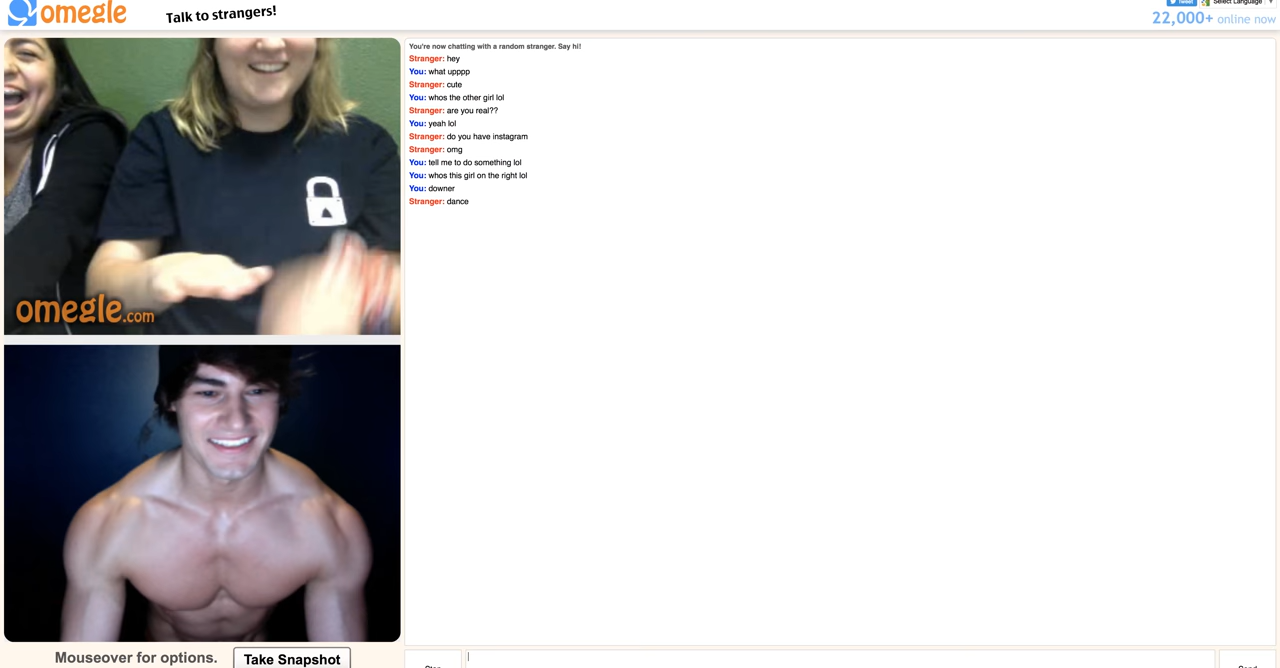 omegle
Talk to strangers!
Tweet
Select Language
22,000+ online now
You're now chatting with a random stranger. Say hi!
Stranger: hey
You: what upppp
Stranger: cute
You: whos the other girl lol
Stranger: are you real??
You: yeah lol
Stranger: do you have instagram
Stranger: omg
You: tell me to do something lol
You: whos this girl on the right lol
You: downer
Stranger: dance
omegle.com
Mouseover for options.
Take Snapshot